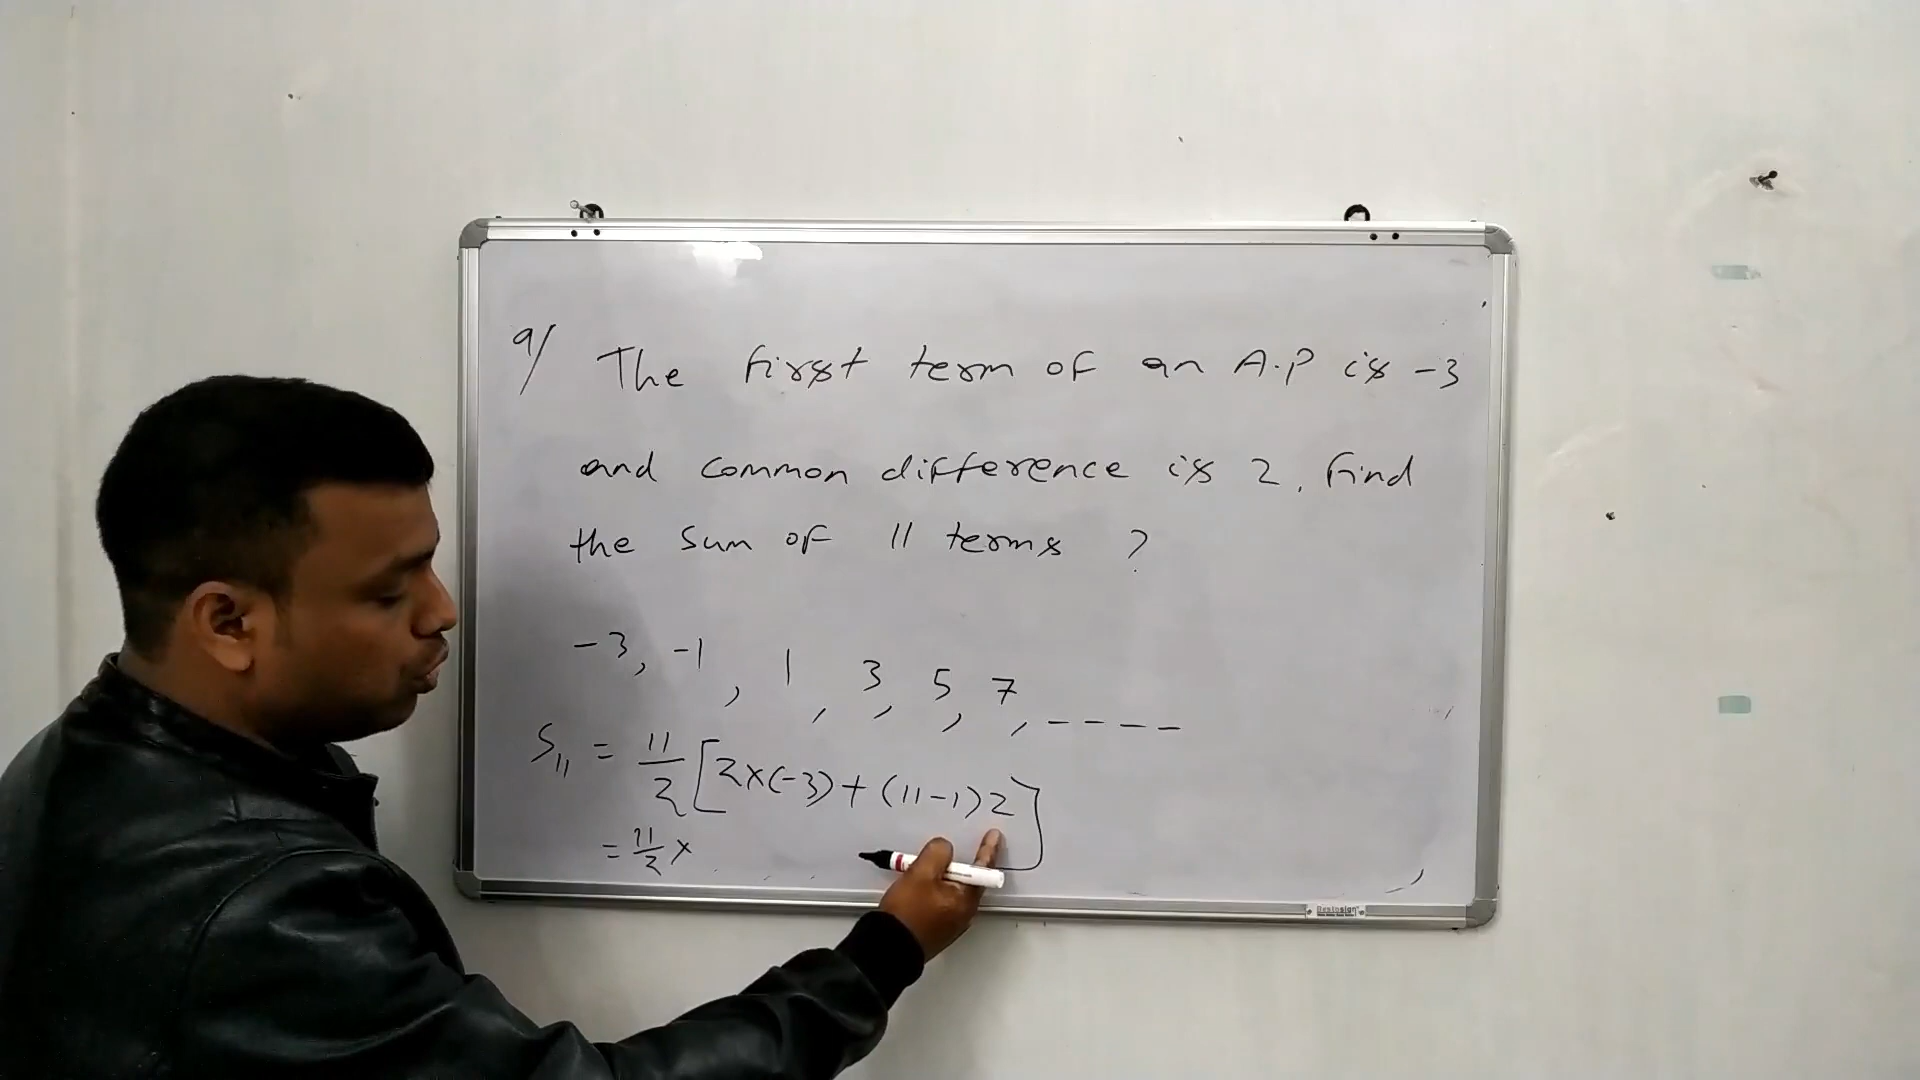 9/ The first term of an A.P is -3
and common difference is 2. Find
the sum of 11 terms ?
-3, -1, 1, 3, 5, 7, ----
S₁₁ = 11/2 [2×(-3)+(11-1)2]
= 11/2 ×